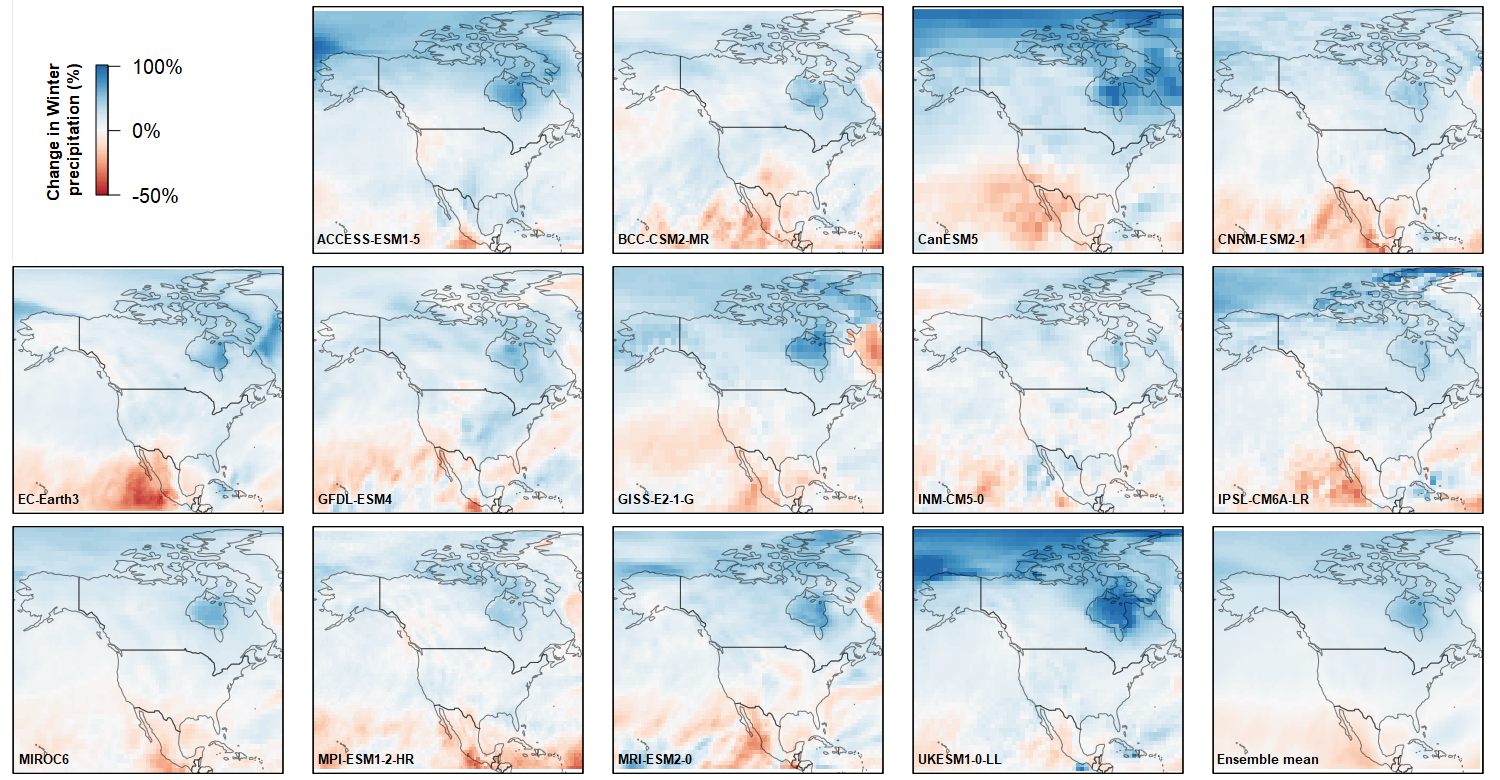 Change in Winter
precipitation (%)
100%
0%
-50%
ACCESS-ESM1-5
BCC-CSM2-MR
CanESM5
CNRM-ESM2-1
EC-Earth3
GFDL-ESM4
GISS-E2-1-G
INM-CM5-0
IPSL-CM6A-LR
MIROC6
MPI-ESM1-2-HR
MRI-ESM2-0
UKESM1-0-LL
Ensemble mean